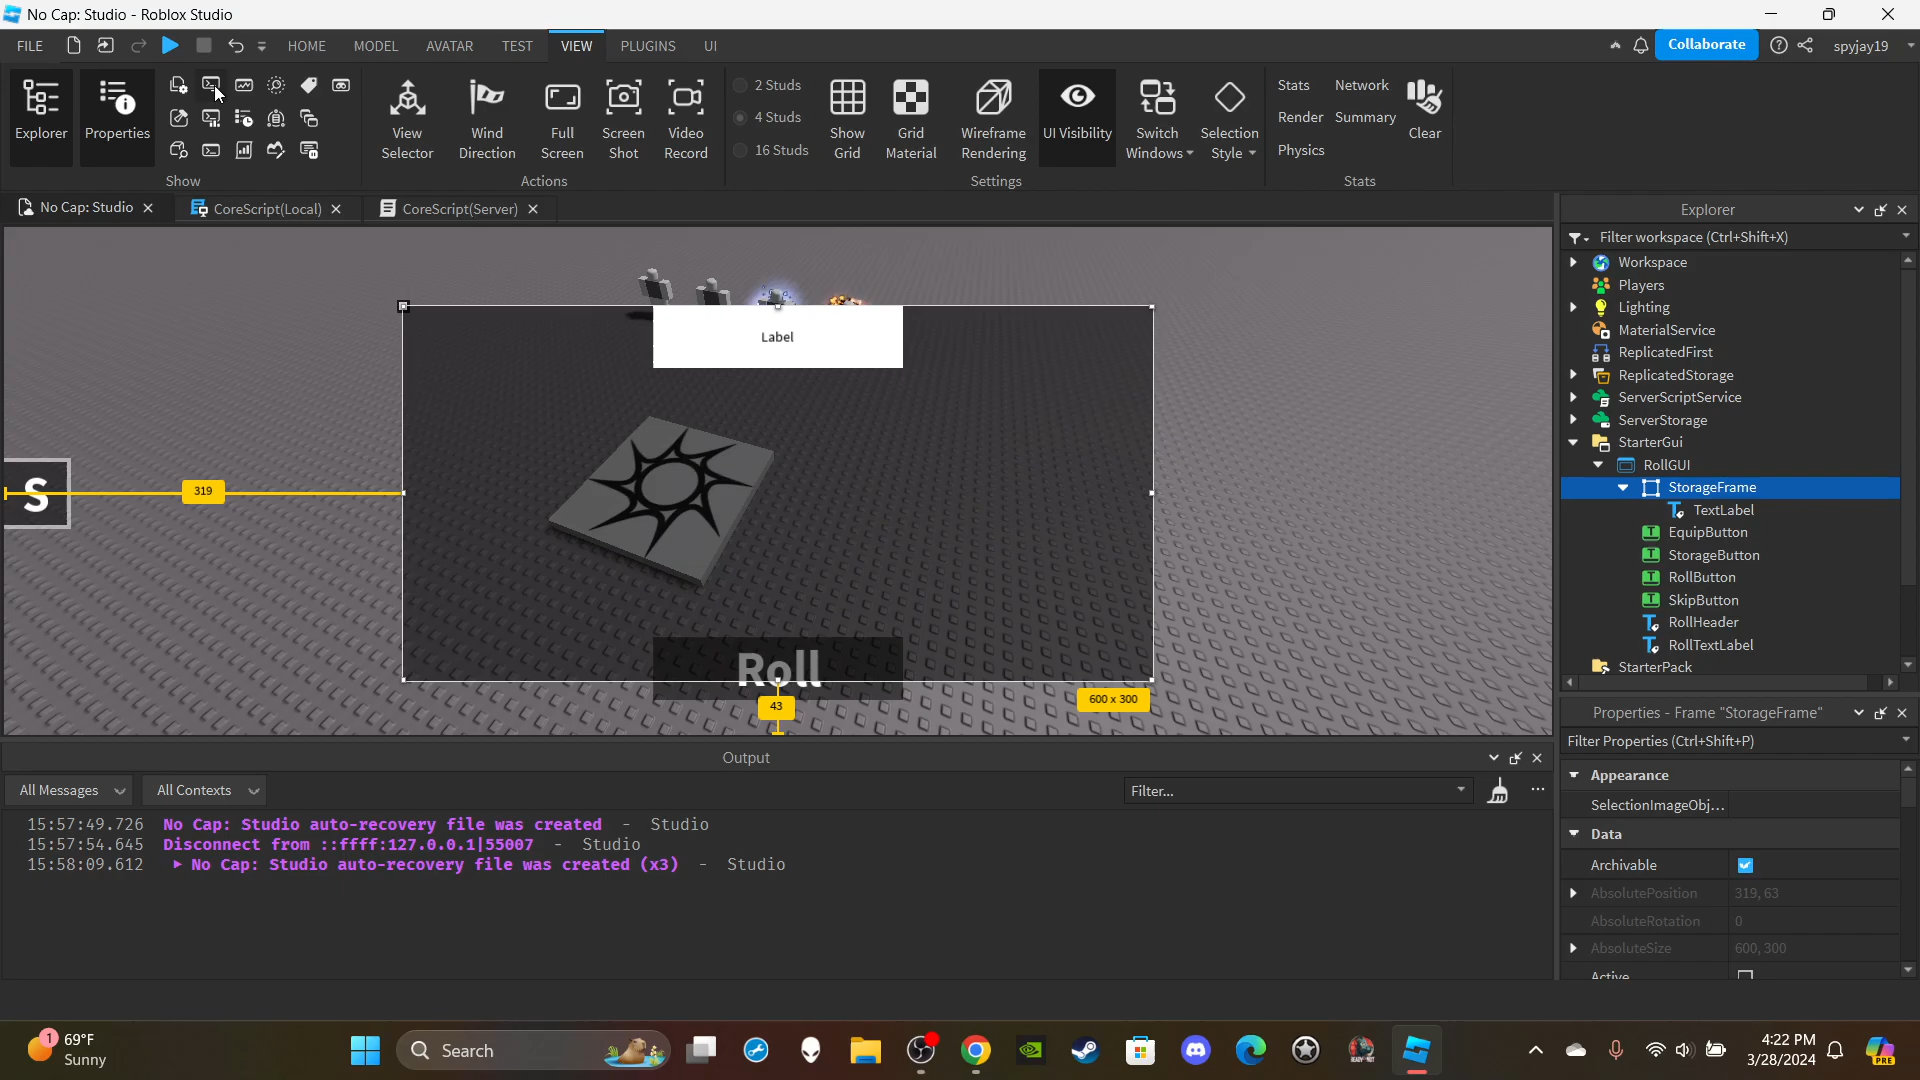 No Cap: Studio - Roblox Studio
FILE HOME MODEL AVATAR TEST VIEW PLUGINS UI Collaborate spyjay19
Explorer
Properties
Show
View Selector
Wind Direction
Full Screen
Screen Shot
Video Record
Actions
2 Studs
4 Studs
16 Studs
Show Grid
Grid Material
Wireframe Rendering
UI Visibility
Switch Windows
Selection Style
Settings
Stats Network
Render Summary
Physics
Clear
Stats
No Cap: Studio
CoreScript(Local)
CoreScript(Server)
Label
S
319
Roll
43
600 x 300
Explorer
Filter workspace (Ctrl+Shift+X)
Workspace
Players
Lighting
MaterialService
ReplicatedFirst
ReplicatedStorage
ServerScriptService
ServerStorage
StarterGui
RollGUI
StorageFrame
TextLabel
EquipButton
StorageButton
RollButton
SkipButton
RollHeader
RollTextLabel
StarterPack
Properties - Frame "StorageFrame"
Filter Properties (Ctrl+Shift+P)
Appearance
SelectionImageObj...
Data
Archivable
AbsolutePosition 319, 63
AbsoluteRotation 0
AbsoluteSize 600, 300
Active
Output
All Messages
All Contexts
Filter...
15:57:49.726 No Cap: Studio auto-recovery file was created - Studio
15:57:54.645 Disconnect from ::ffff:127.0.0.1|55007 - Studio
15:58:09.612 No Cap: Studio auto-recovery file was created (x3) - Studio
1
69°F
Sunny
Search
4:22 PM
3/28/2024
PRE